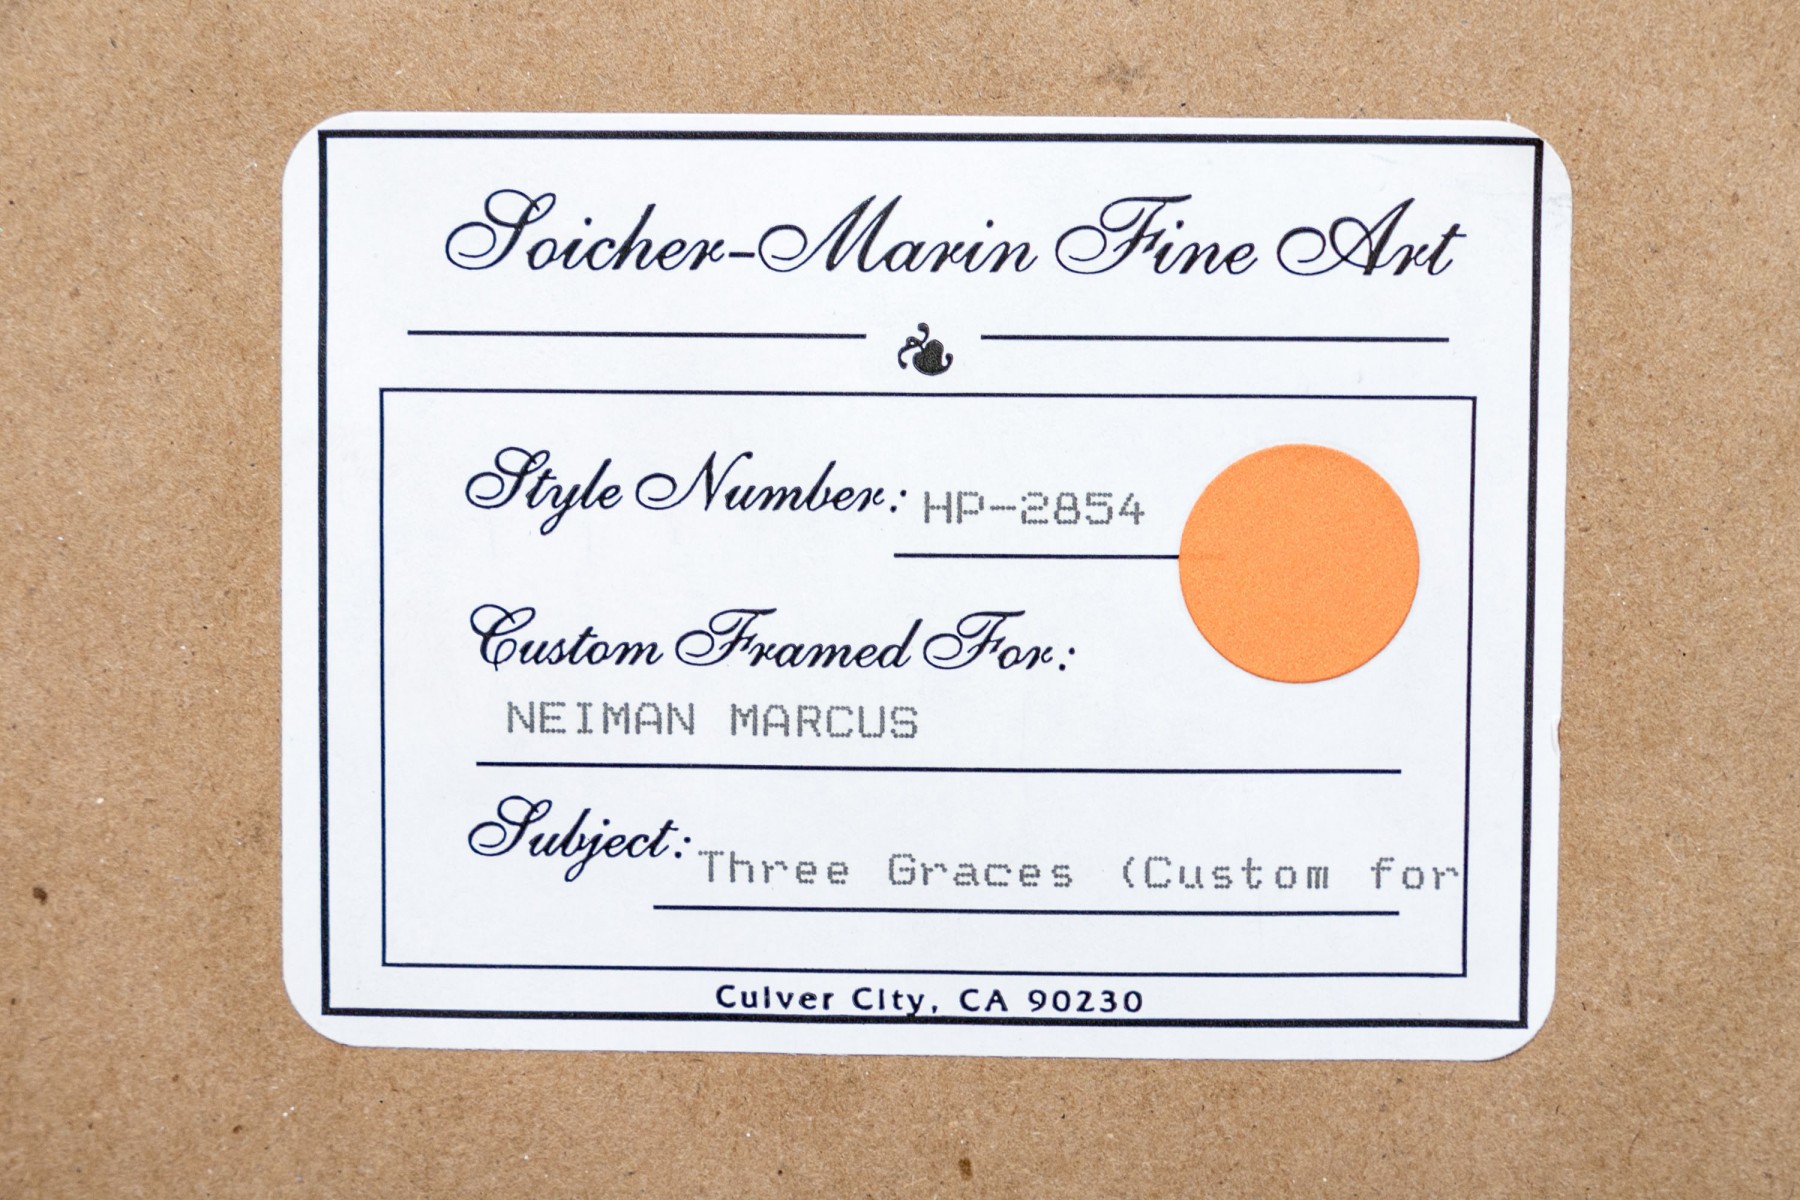 Soicher-Marin Fine Art
Style Number: HP-2854
Custom Framed For:
NEIMAN MARCUS
Subject: Three Graces (Custom for
Culver City, CA 90230